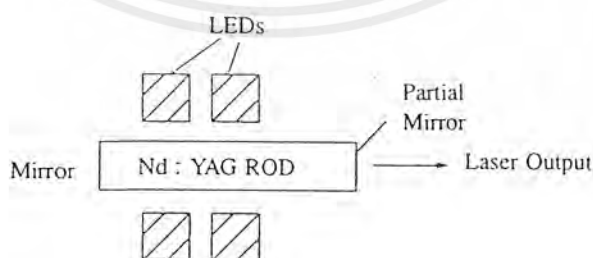 LEDs
Partial
Mirror
Mirror
Nd : YAG ROD
Laser Output